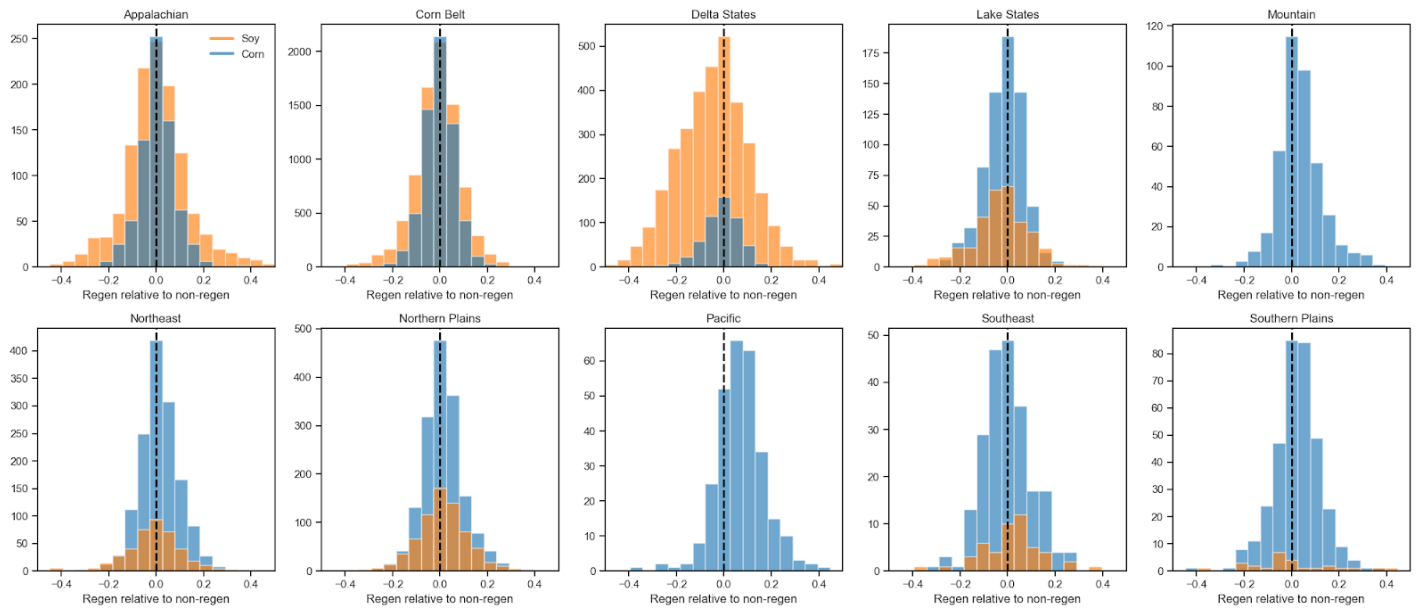 Appalachian
Corn Belt
Delta States
Lake States
Mountain
Soy
Corn
250
200
150
100
50
0
2000
1500
1000
500
0
500
400
300
200
100
0
175
150
125
100
75
50
25
0
120
100
80
60
40
20
0
−0.4 −0.2 0.0 0.2 0.4
−0.4 −0.2 0.0 0.2 0.4
−0.4 −0.2 0.0 0.2 0.4
−0.4 −0.2 0.0 0.2 0.4
−0.4 −0.2 0.0 0.2 0.4
Regen relative to non-regen
Regen relative to non-regen
Regen relative to non-regen
Regen relative to non-regen
Regen relative to non-regen
Northeast
Northern Plains
Pacific
Southeast
Southern Plains
400
350
300
250
200
150
100
50
0
500
400
300
200
100
0
60
50
40
30
20
10
0
50
40
30
20
10
0
80
70
60
50
40
30
20
10
0
−0.4 −0.2 0.0 0.2 0.4
−0.4 −0.2 0.0 0.2 0.4
−0.4 −0.2 0.0 0.2 0.4
−0.4 −0.2 0.0 0.2 0.4
−0.4 −0.2 0.0 0.2 0.4
Regen relative to non-regen
Regen relative to non-regen
Regen relative to non-regen
Regen relative to non-regen
Regen relative to non-regen